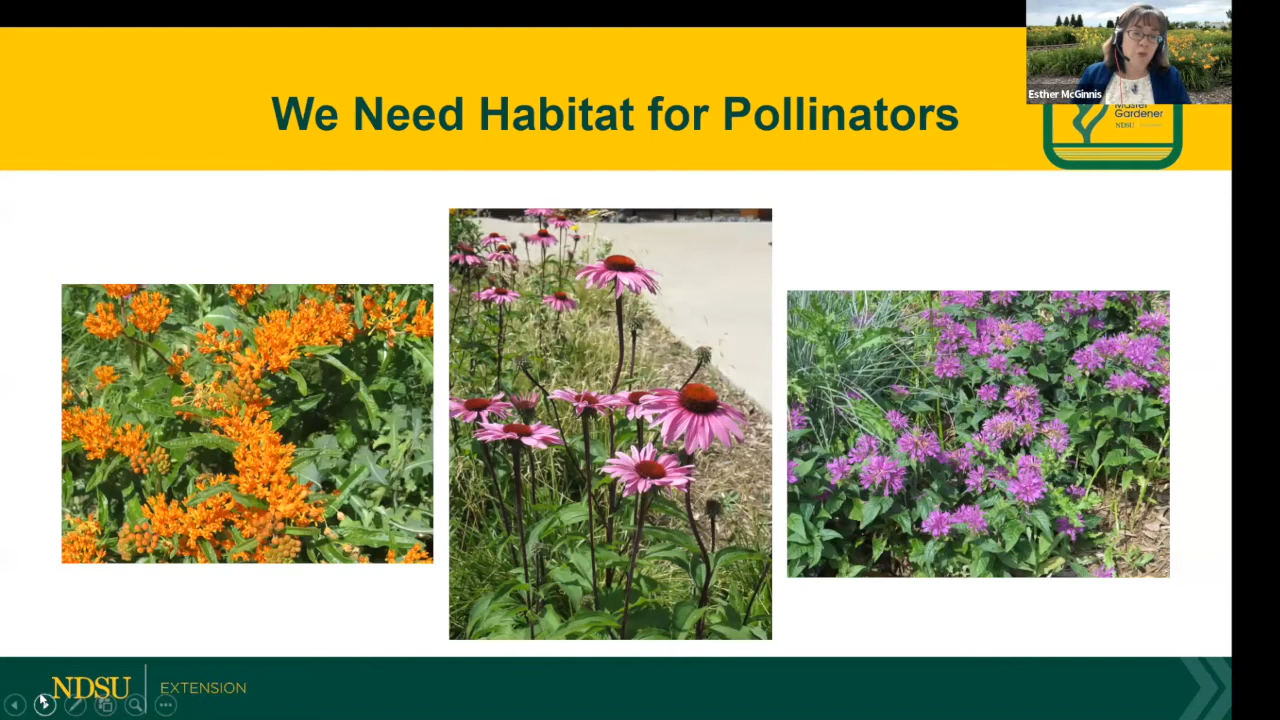 We Need Habitat for Pollinators
Esther McGinnis
Master
Gardener
NDSU
NDSU
EXTENSION